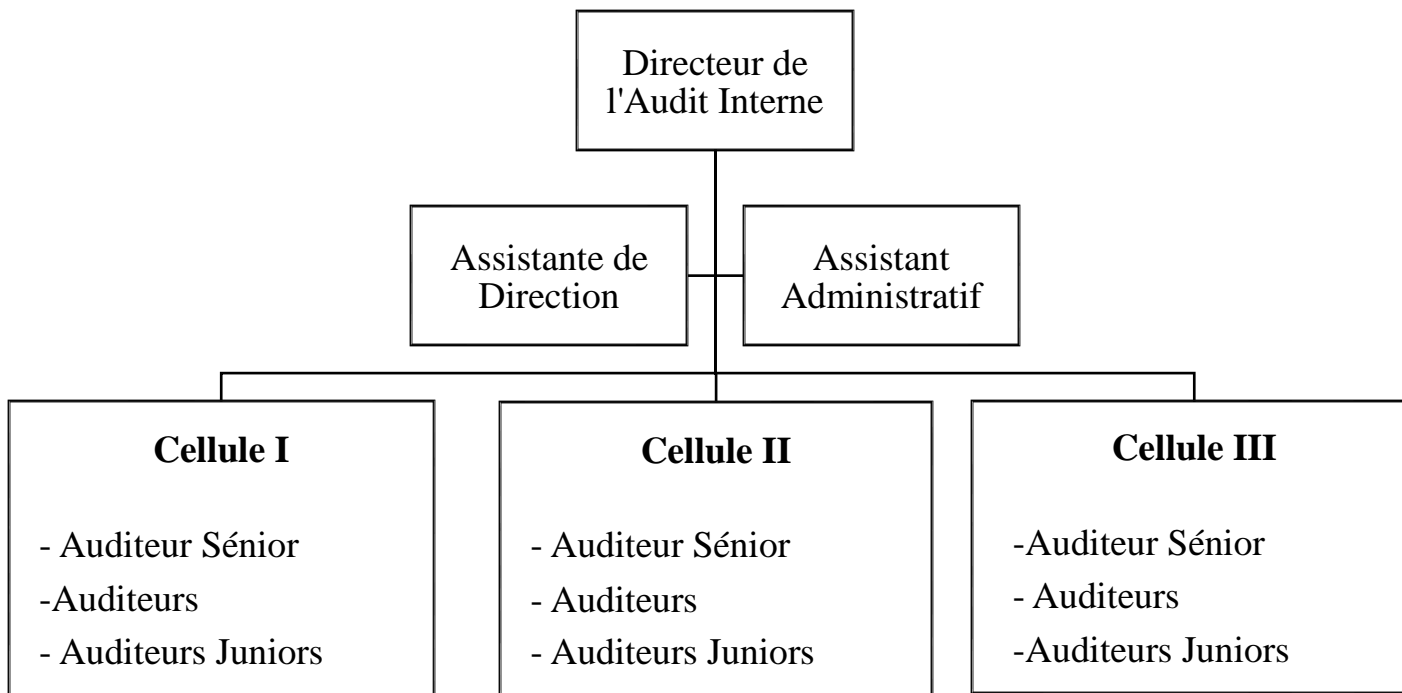 Directeur de
l'Audit Interne
Assistante de
Direction
Assistant
Administratif
Cellule I
- Auditeur Sénior
-Auditeurs
- Auditeurs Juniors
Cellule II
- Auditeur Sénior
- Auditeurs
- Auditeurs Juniors
Cellule III
-Auditeur Sénior
- Auditeurs
-Auditeurs Juniors